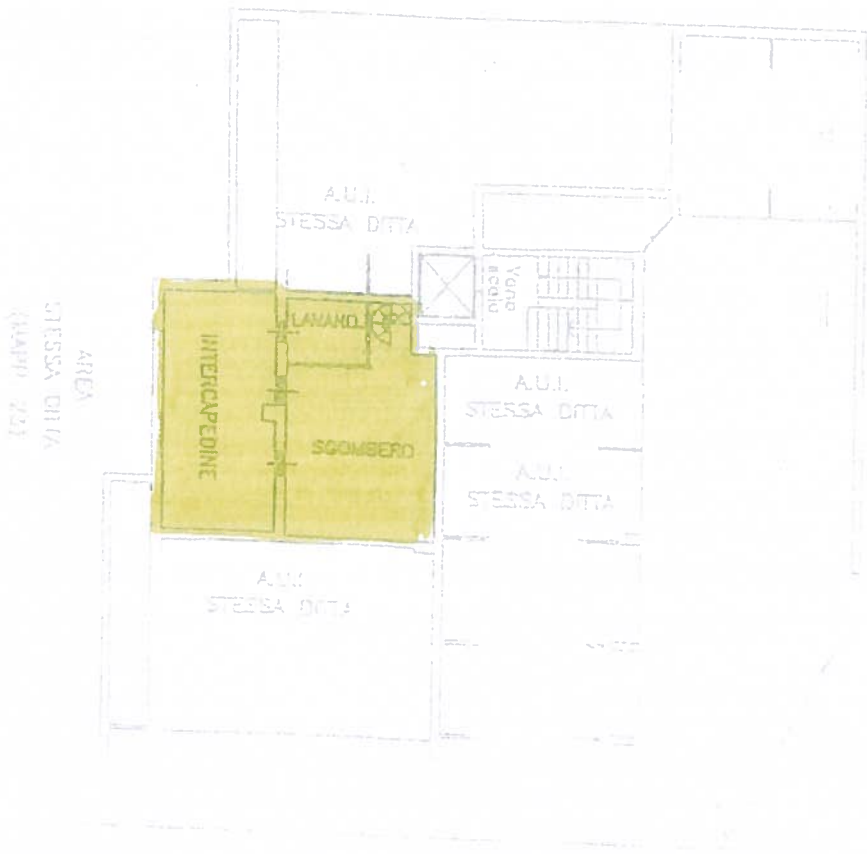 A.U.I.
STESSA DITTA
Vano
scala
LAVAND.
INTERCAPEDINE
SGOMBERO
A.U.I.
STESSA DITTA
A.U.I.
STESSA DITTA
A.U.I.
STESSA DITTA
AREA
STESSA DITTA